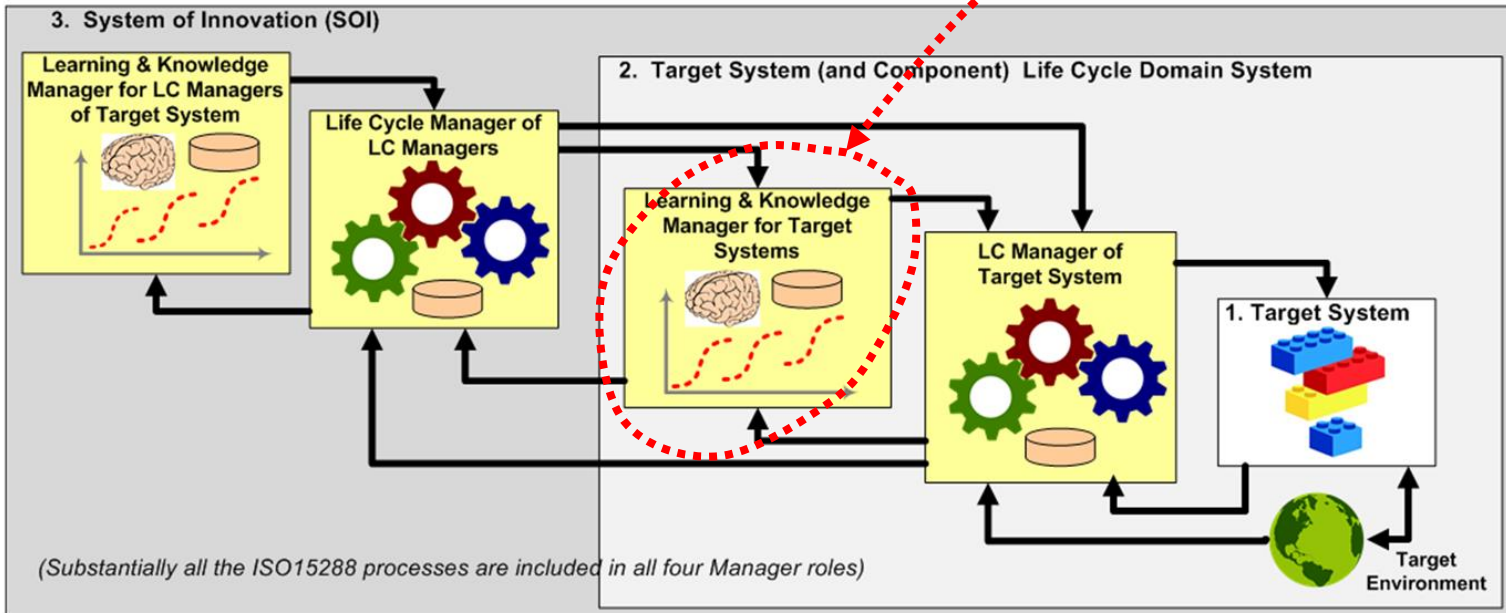 3. System of Innovation (SOI)
Learning & Knowledge
Manager for LC Managers
of Target System
Life Cycle Manager of
LC Managers
2. Target System (and Component) Life Cycle Domain System
Learning & Knowledge
Manager for Target
Systems
LC Manager of
Target System
1. Target System
Target
Environment
(Substantially all the ISO15288 processes are included in all four Manager roles)